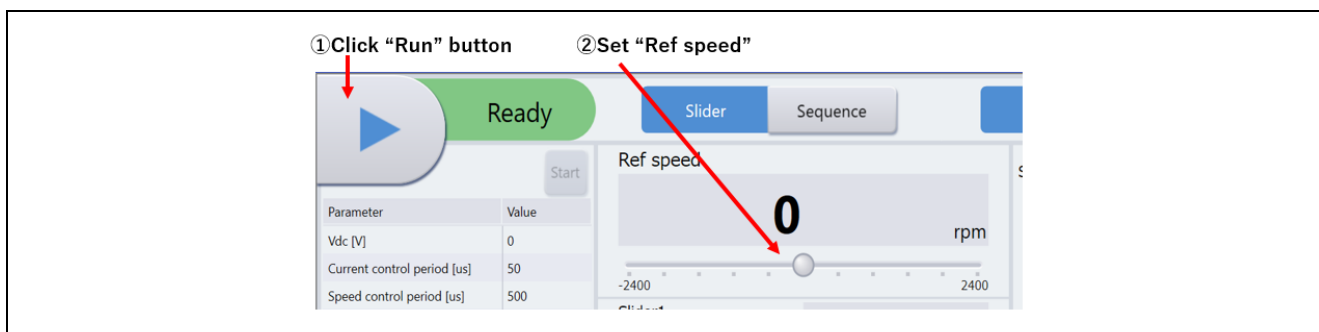 ①Click “Run” button
②Set “Ref speed”
Ready
Slider
Sequence
Start
Ref speed
0
rpm
-2400
2400
Parameter Value
Vdc [V] 0
Current control period [us] 50
Speed control period [us] 500